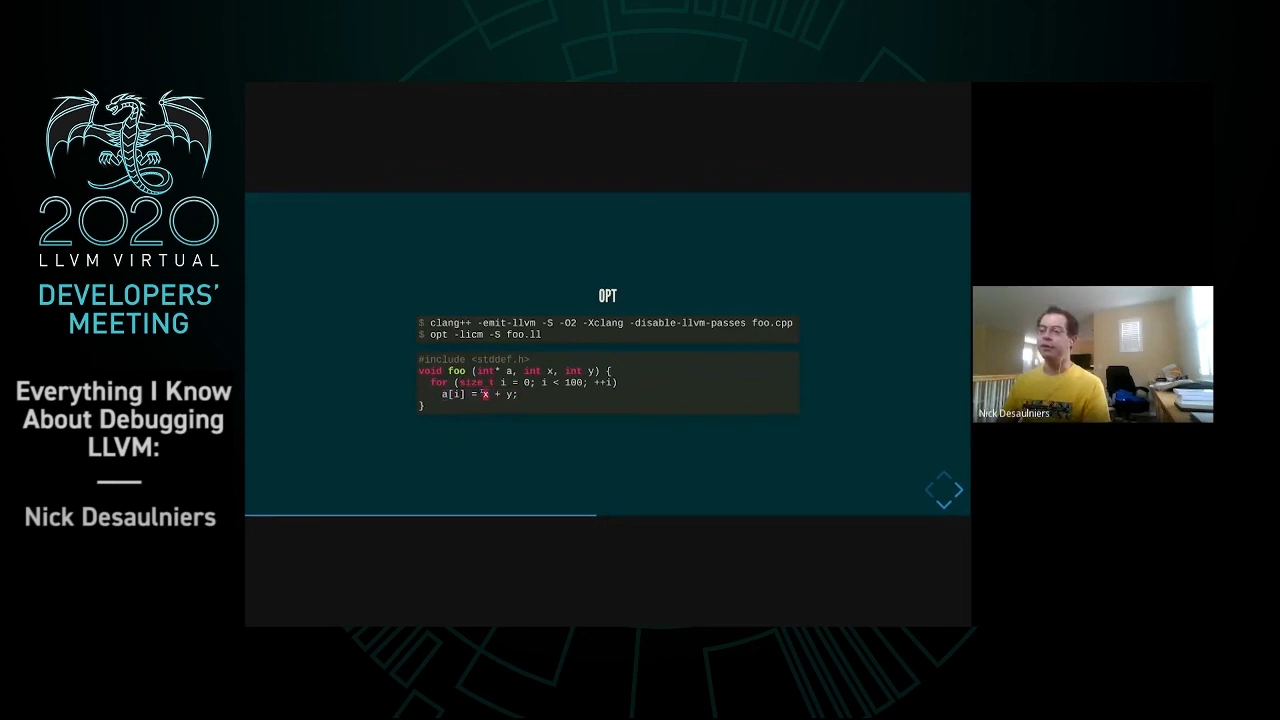 2020
LLVM VIRTUAL
DEVELOPERS'
MEETING
Everything I Know
About Debugging
LLVM:
Nick Desaulniers
OPT
$ clang++ -emit-llvm -S -O2 -Xclang -disable-llvm-passes foo.cpp
$ opt -licm -S foo.ll
#include <stddef.h>
void foo (int* a, int x, int y) {
for (size_t i = 0; i < 100; ++i)
a[i] = x + y;
}
Nick Desaulniers